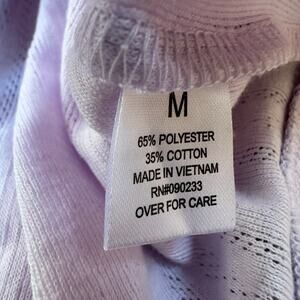 M
65% POLYESTER
35% COTTON
MADE IN VIETNAM
RN#090233
OVER FOR CARE